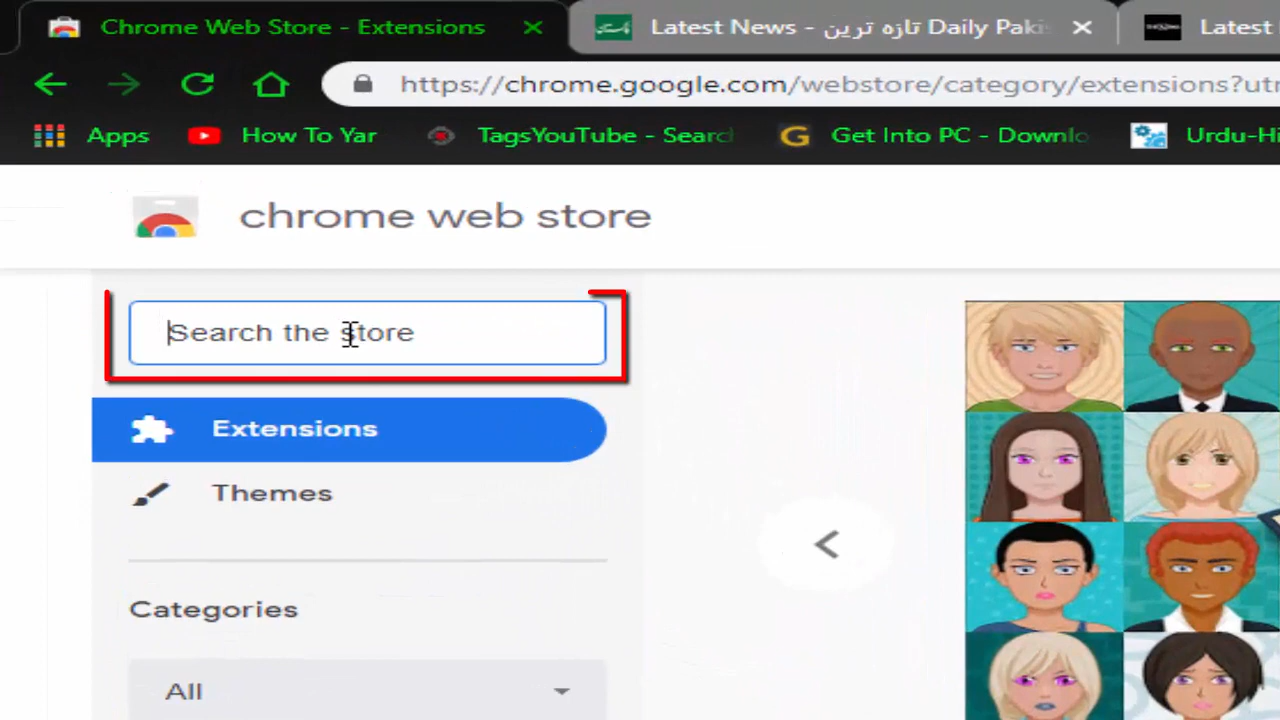 Chrome Web Store - Extensions
Latest News - تازہ ترین Daily Paki
Latest
https://chrome.google.com/webstore/category/extensions?utm
Apps
How To Yar
TagsYouTube - Searc
Get Into PC - Downlo
Urdu-Hi
chrome web store
Search the store
Extensions
Themes
Categories
All